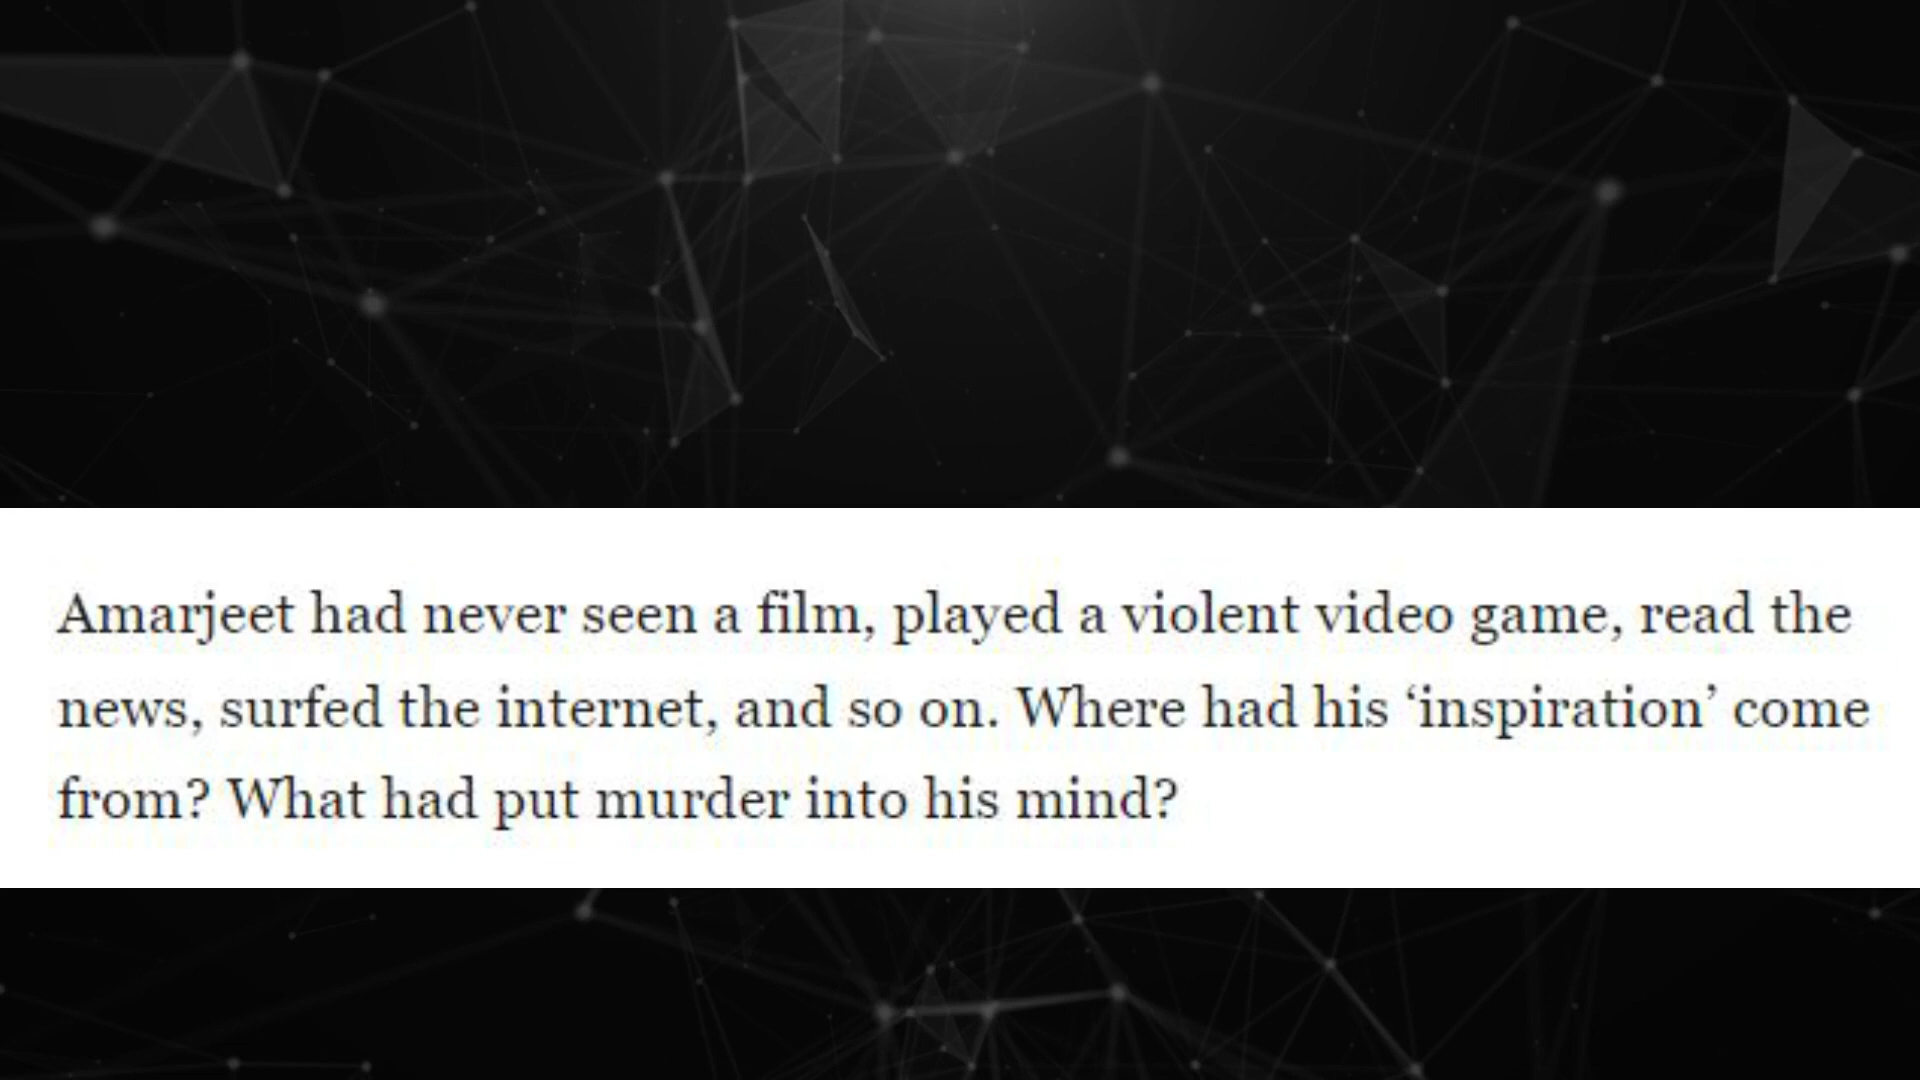 Amarjeet had never seen a film, played a violent video game, read the
news, surfed the internet, and so on. Where had his ‘inspiration’ come
from? What had put murder into his mind?